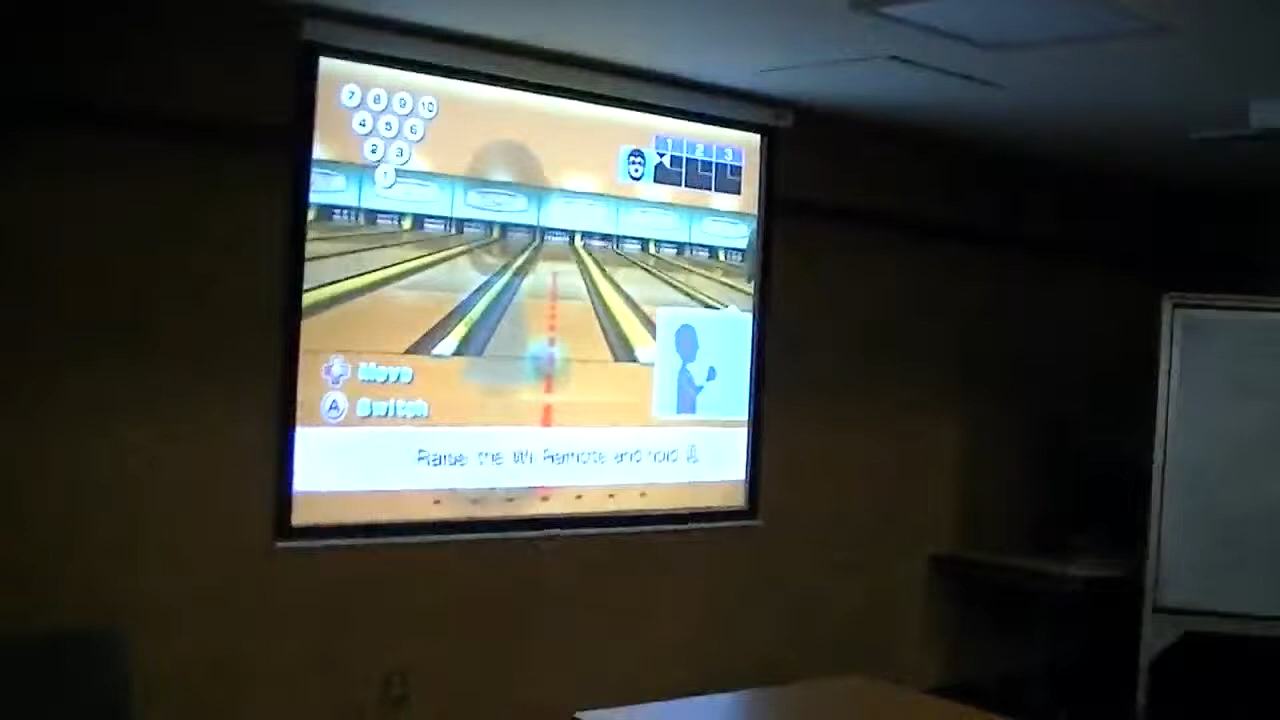 7 8 9 10
4 5 6
2 3
1
1 2 3
Move
A Switch
Raise the Wii Remote and hold